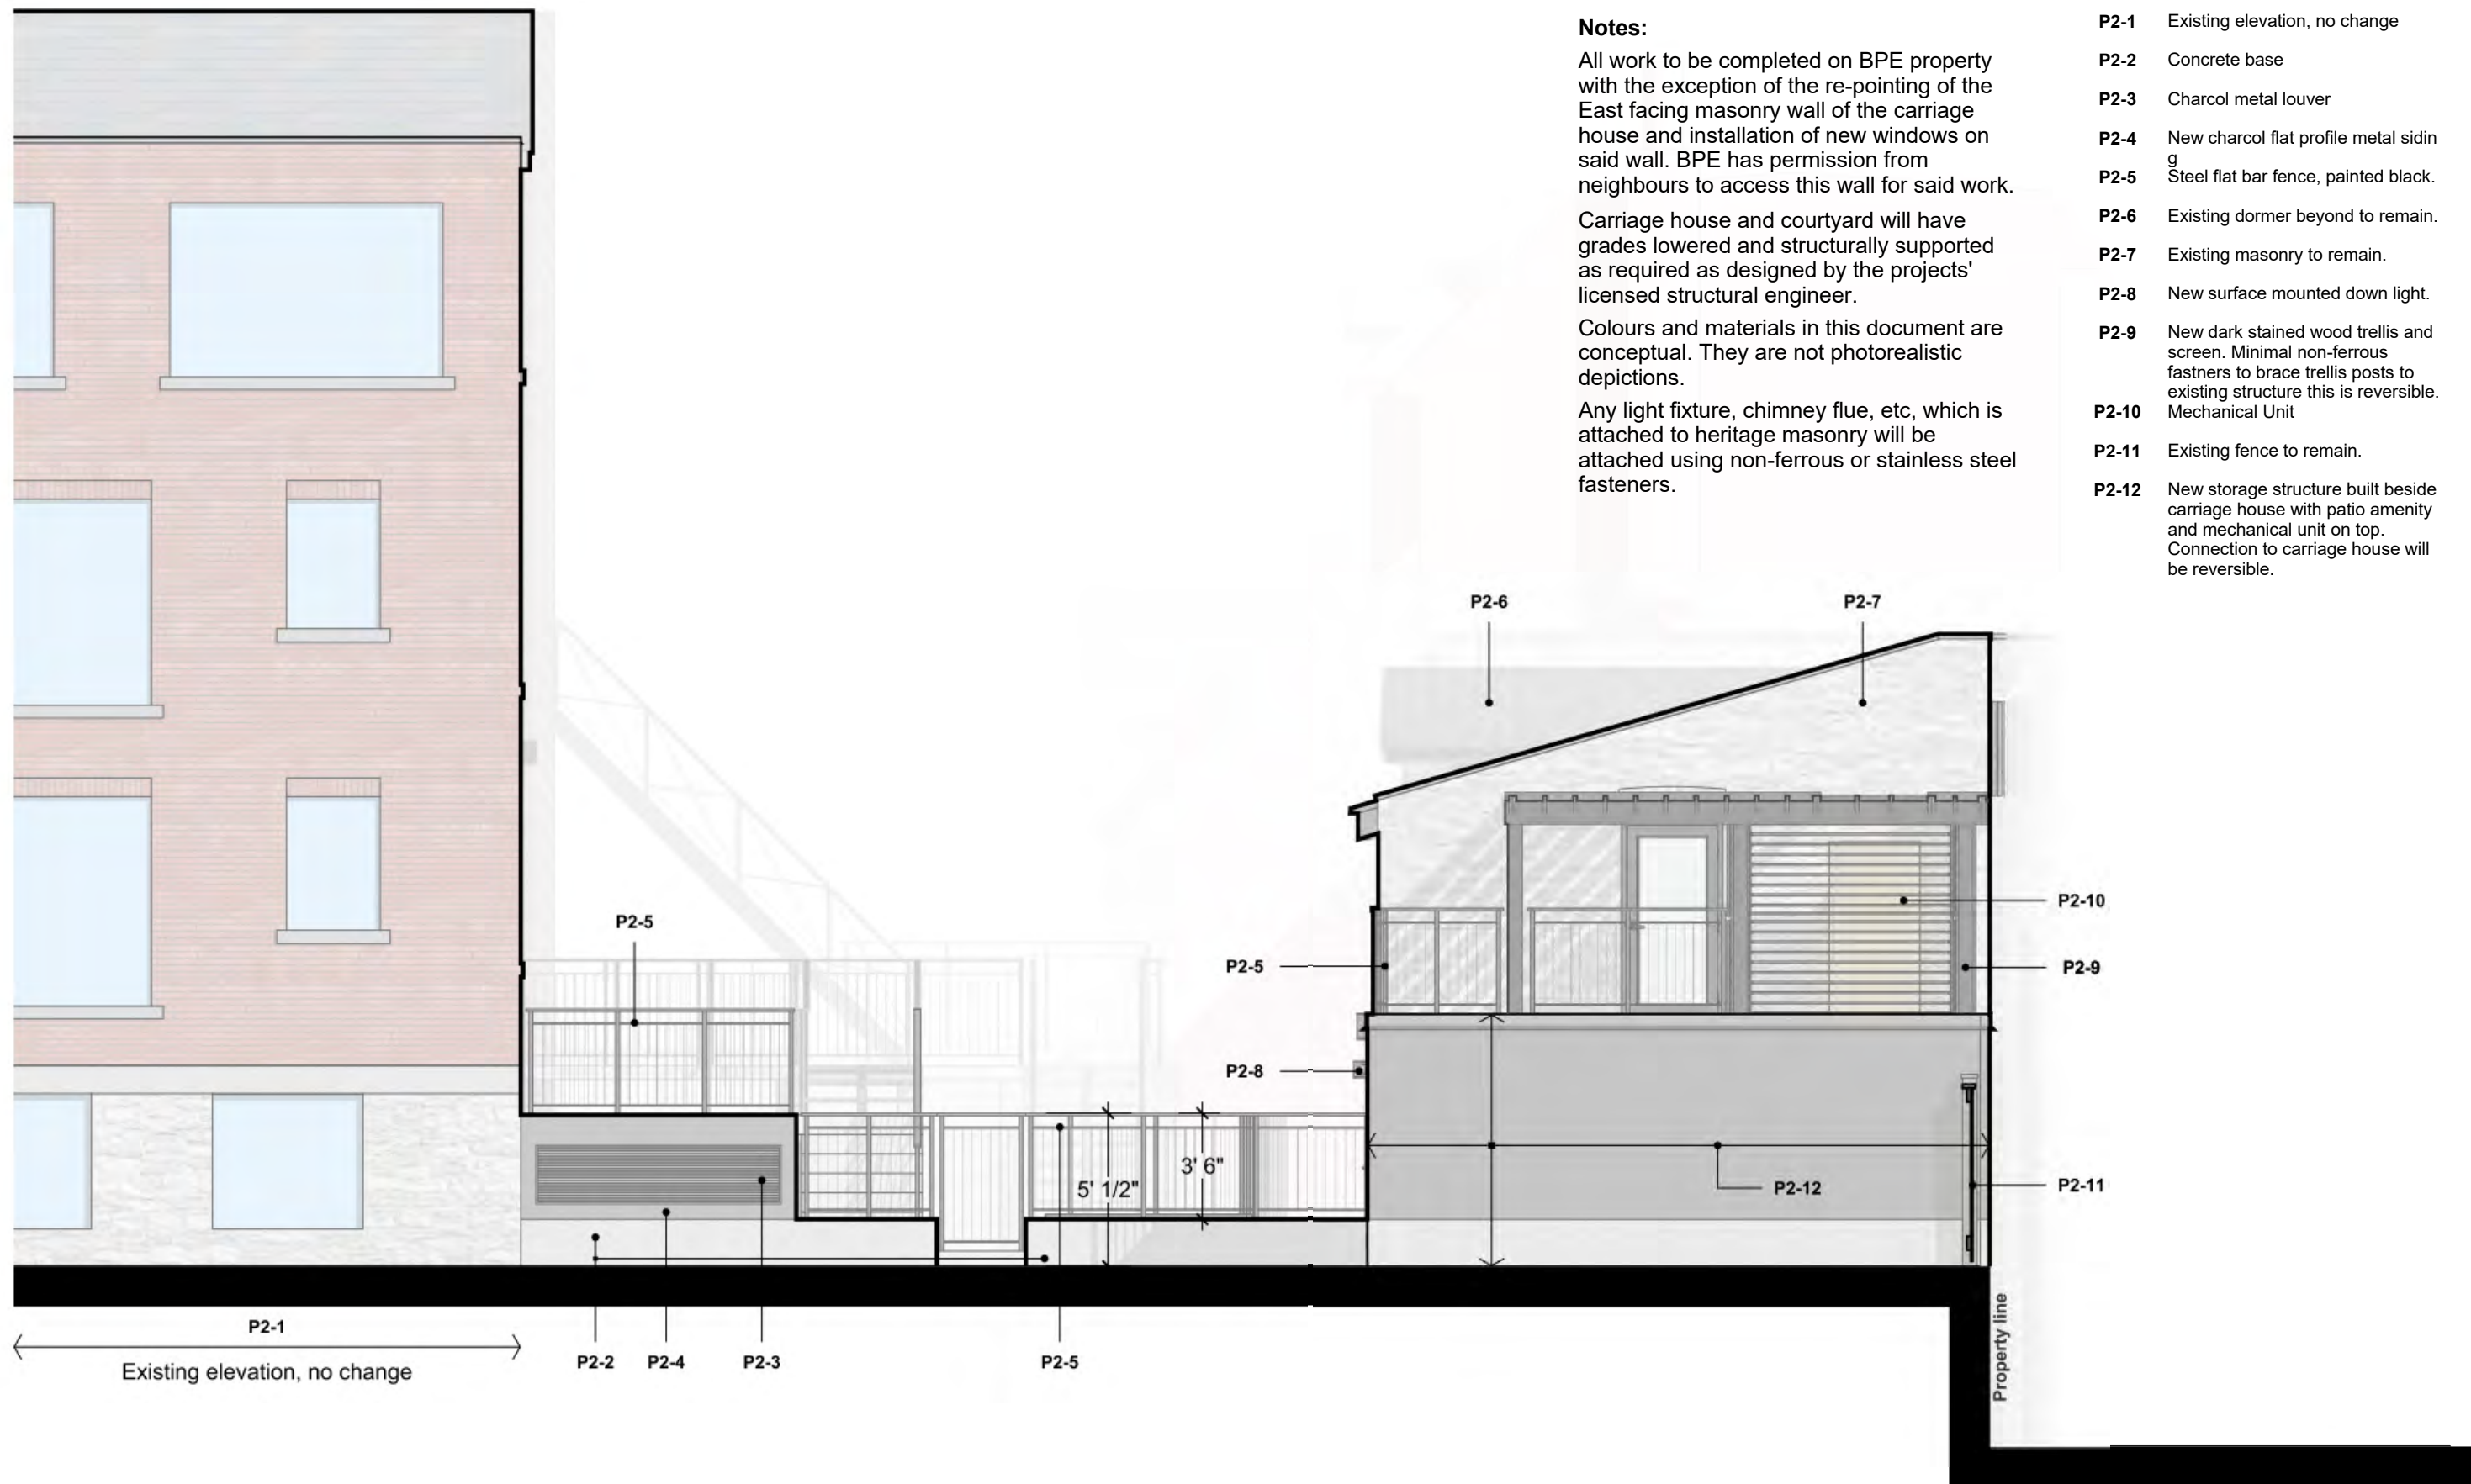 Notes:
All work to be completed on BPE property
with the exception of the re-pointing of the
East facing masonry wall of the carriage
house and installation of new windows on
said wall. BPE has permission from
neighbours to access this wall for said work.
Carriage house and courtyard will have
grades lowered and structurally supported
as required as designed by the projects'
licensed structural engineer.
Colours and materials in this document are
conceptual. They are not photorealistic
depictions.
Any light fixture, chimney flue, etc, which is
attached to heritage masonry will be
attached using non-ferrous or stainless steel
fasteners.
P2-1 Existing elevation, no change
P2-2 Concrete base
P2-3 Charcol metal louver
P2-4 New charcol flat profile metal sidin
g
P2-5 Steel flat bar fence, painted black.
P2-6 Existing dormer beyond to remain.
P2-7 Existing masonry to remain.
P2-8 New surface mounted down light.
P2-9 New dark stained wood trellis and
screen. Minimal non-ferrous
fastners to brace trellis posts to
existing structure this is reversible.
P2-10 Mechanical Unit
P2-11 Existing fence to remain.
P2-12 New storage structure built beside
carriage house with patio amenity
and mechanical unit on top.
Connection to carriage house will
be reversible.
P2-6
P2-7
P2-10
P2-5
P2-5
P2-9
P2-8
3' 6"
5' 1/2"
P2-12
P2-11
P2-1
Existing elevation, no change
P2-2
P2-4
P2-3
P2-5
Property line